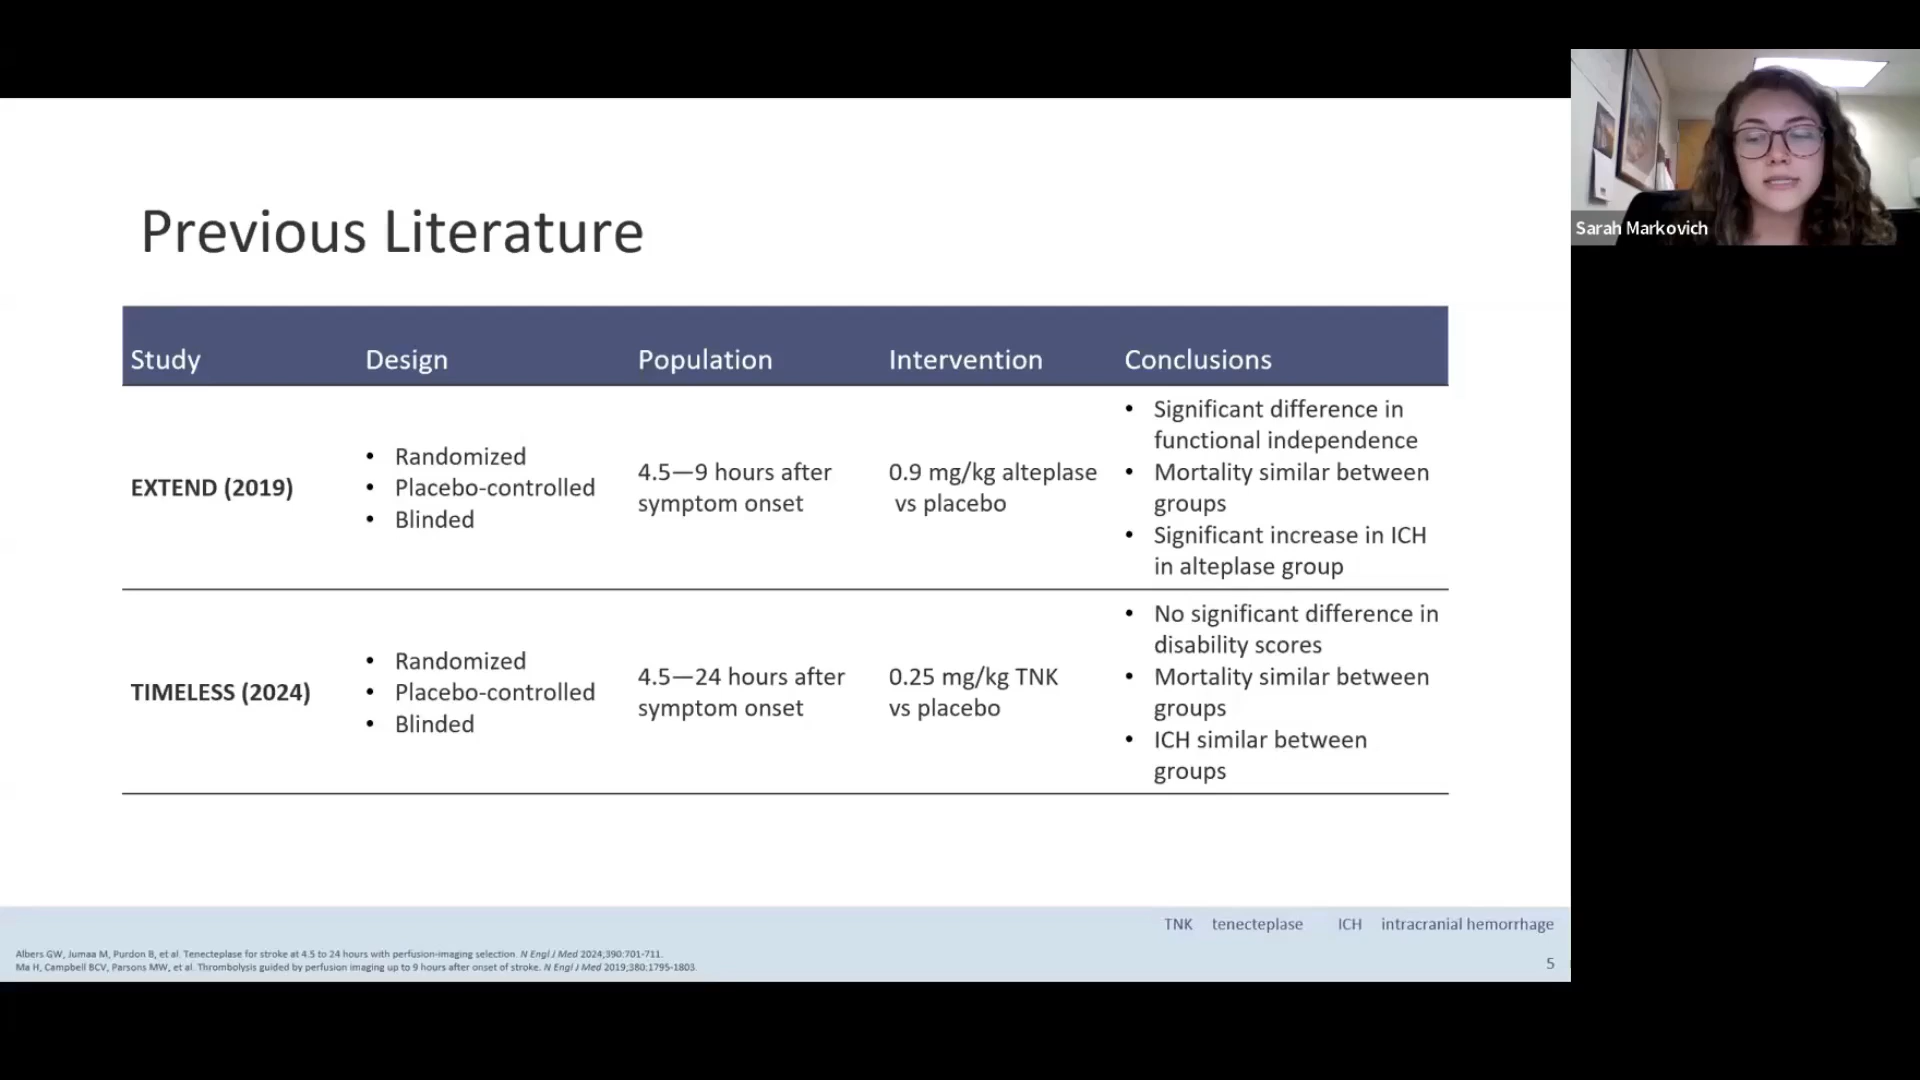 Previous Literature
Study Design Population Intervention Conclusions
EXTEND (2019)
• Randomized
• Placebo-controlled
• Blinded
4.5—9 hours after
symptom onset
0.9 mg/kg alteplase
vs placebo
• Significant difference in
functional independence
• Mortality similar between
groups
• Significant increase in ICH
in alteplase group
TIMELESS (2024)
• Randomized
• Placebo-controlled
• Blinded
4.5—24 hours after
symptom onset
0.25 mg/kg TNK
vs placebo
• No significant difference in
disability scores
• Mortality similar between
groups
• ICH similar between
groups
TNK tenecteplase ICH intracranial hemorrhage
Albers GW, Jumaa M, Purdon B, et al. Tenecteplase for stroke at 4.5 to 24 hours with perfusion-imaging selection. N Engl J Med 2024;390:701-711.
Ma H, Campbell BCV, Parsons MW, et al. Thrombolysis guided by perfusion imaging up to 9 hours after onset of stroke. N Engl J Med 2019;380:1795-1803.
5
Sarah Markovich